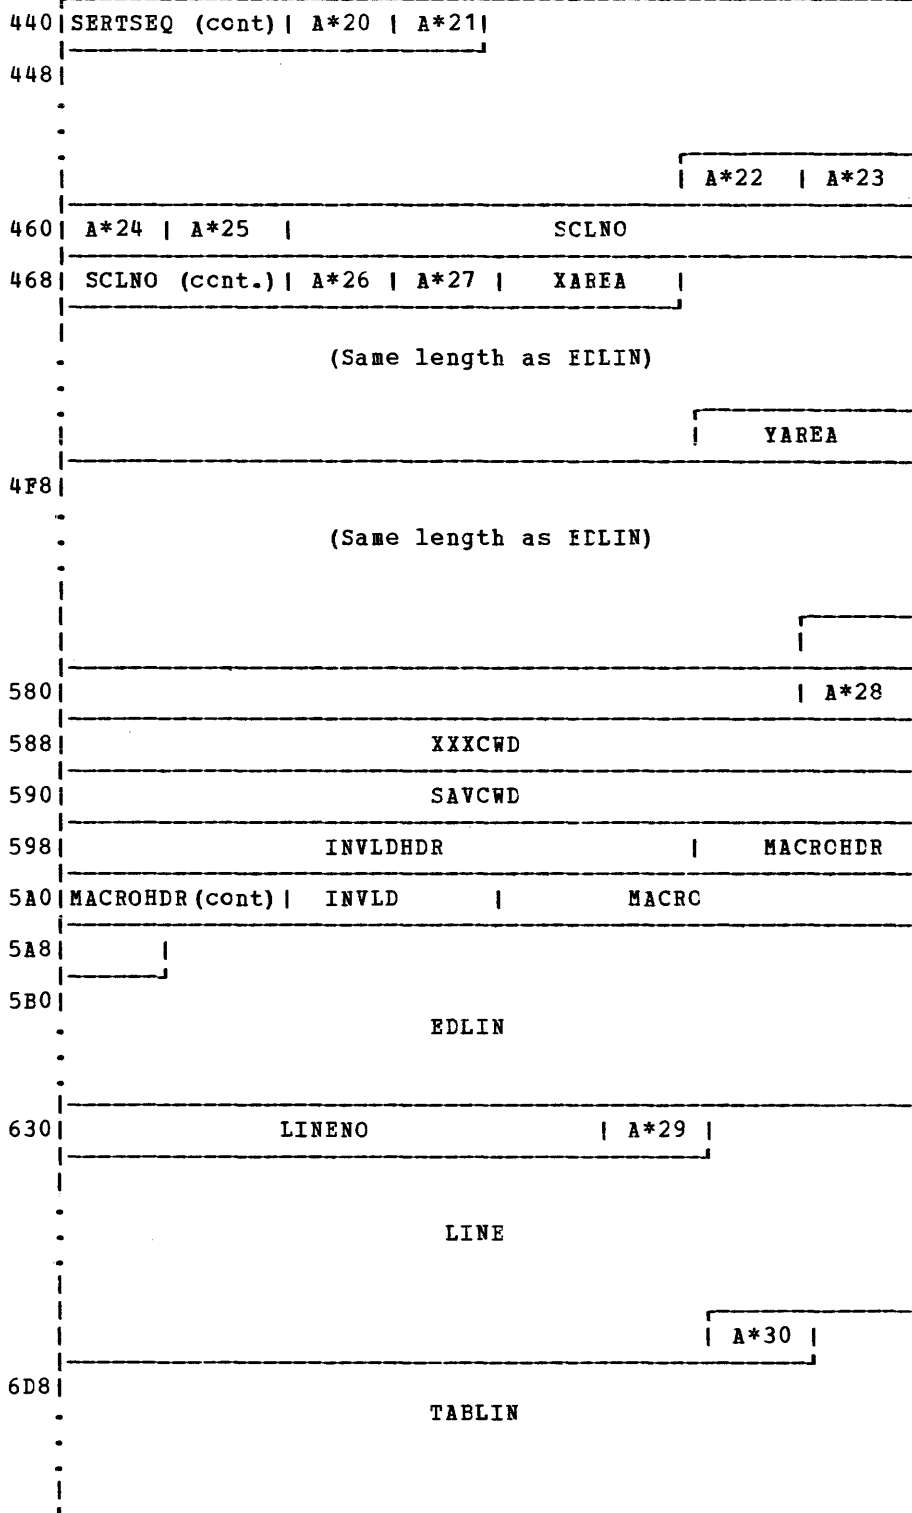 440|SERTSEQ (cont)| A*20 | A*21|
448|
| A*22 | A*23
460| A*24 | A*25 | SCLNO
468| SCLNO (cont.)| A*26 | A*27 | XAREA |
(Same length as EDLIN)
| YAREA
4F8|
(Same length as EDLIN)
580| | A*28
588| XXXCWD
590| SAVCWD
598| INVLDHDR | MACROHDR
5A0|MACROHDR(cont)| INVLD | MACRO
5A8| |
5B0|
EDLIN
630| LINENO | A*29 |
LINE
| A*30 |
6D8|
TABLIN